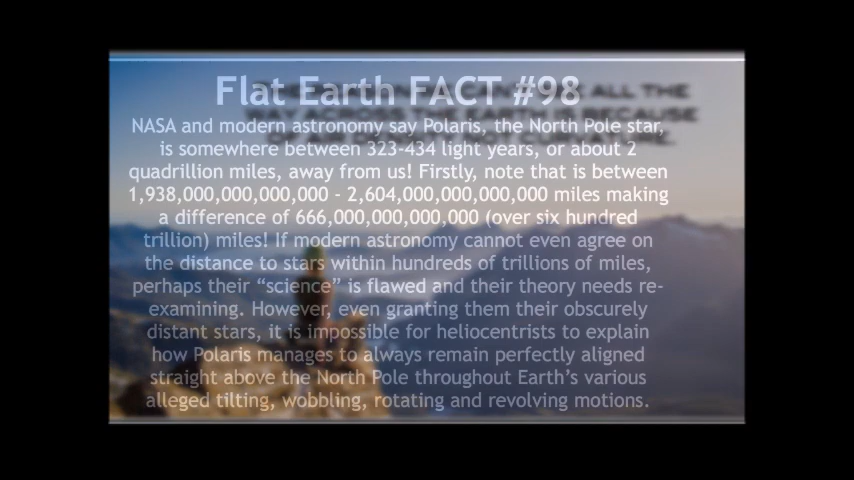 Flat Earth FACT #98
ALL THE
BECAUSE
NASA and modern astronomy say Polaris, the North Pole star,
is somewhere between 323-434 light years, or about 2
quadrillion miles, away from us! Firstly, note that is between
1,938,000,000,000,000 - 2,604,000,000,000,000 miles making
a difference of 666,000,000,000,000 (over six hundred
trillion) miles! If modern astronomy cannot even agree on
the distance to stars within hundreds of trillions of miles,
perhaps their “science” is flawed and their theory needs re-
examining. However, even granting them their obscurely
distant stars, it is impossible for heliocentrists to explain
how Polaris manages to always remain perfectly aligned
straight above the North Pole throughout Earth’s various
alleged tilting, wobbling, rotating and revolving motions.